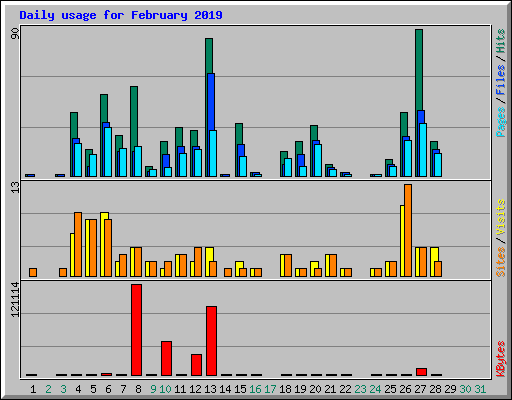 Daily usage for February 2019
90
Pages / Files / Hits
13
Sites / Visits
121114
KBytes
1 2 3 4 5 6 7 8 9 10 11 12 13 14 15 16 17 18 19 20 21 22 23 24 25 26 27 28 29 30 31